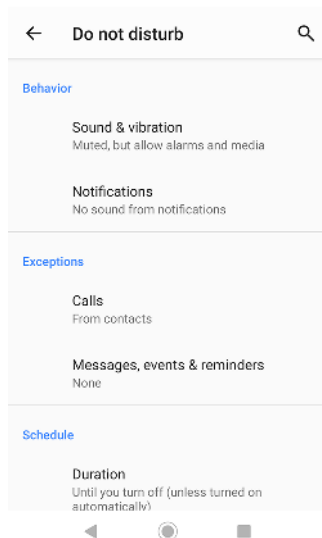 Do not disturb
Behavior
Sound & vibration
Muted, but allow alarms and media
Notifications
No sound from notifications
Exceptions
Calls
From contacts
Messages, events & reminders
None
Schedule
Duration
Until you turn off (unless turned on
automatically)